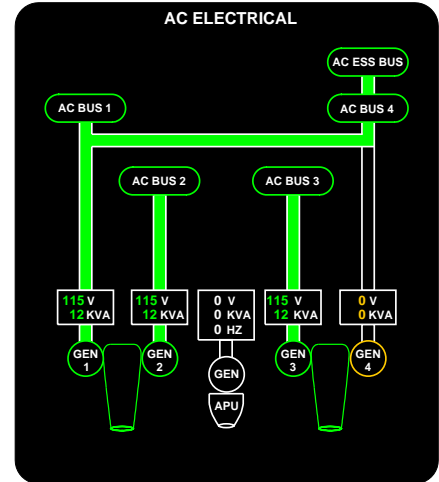 AC ELECTRICAL
AC ESS BUS
AC BUS 1
AC BUS 4
AC BUS 2
AC BUS 3
115 V
12 KVA
115 V
12 KVA
0 V
0 KVA
0 HZ
115 V
12 KVA
0 V
0 KVA
GEN
1
GEN
2
GEN
APU
GEN
3
GEN
4